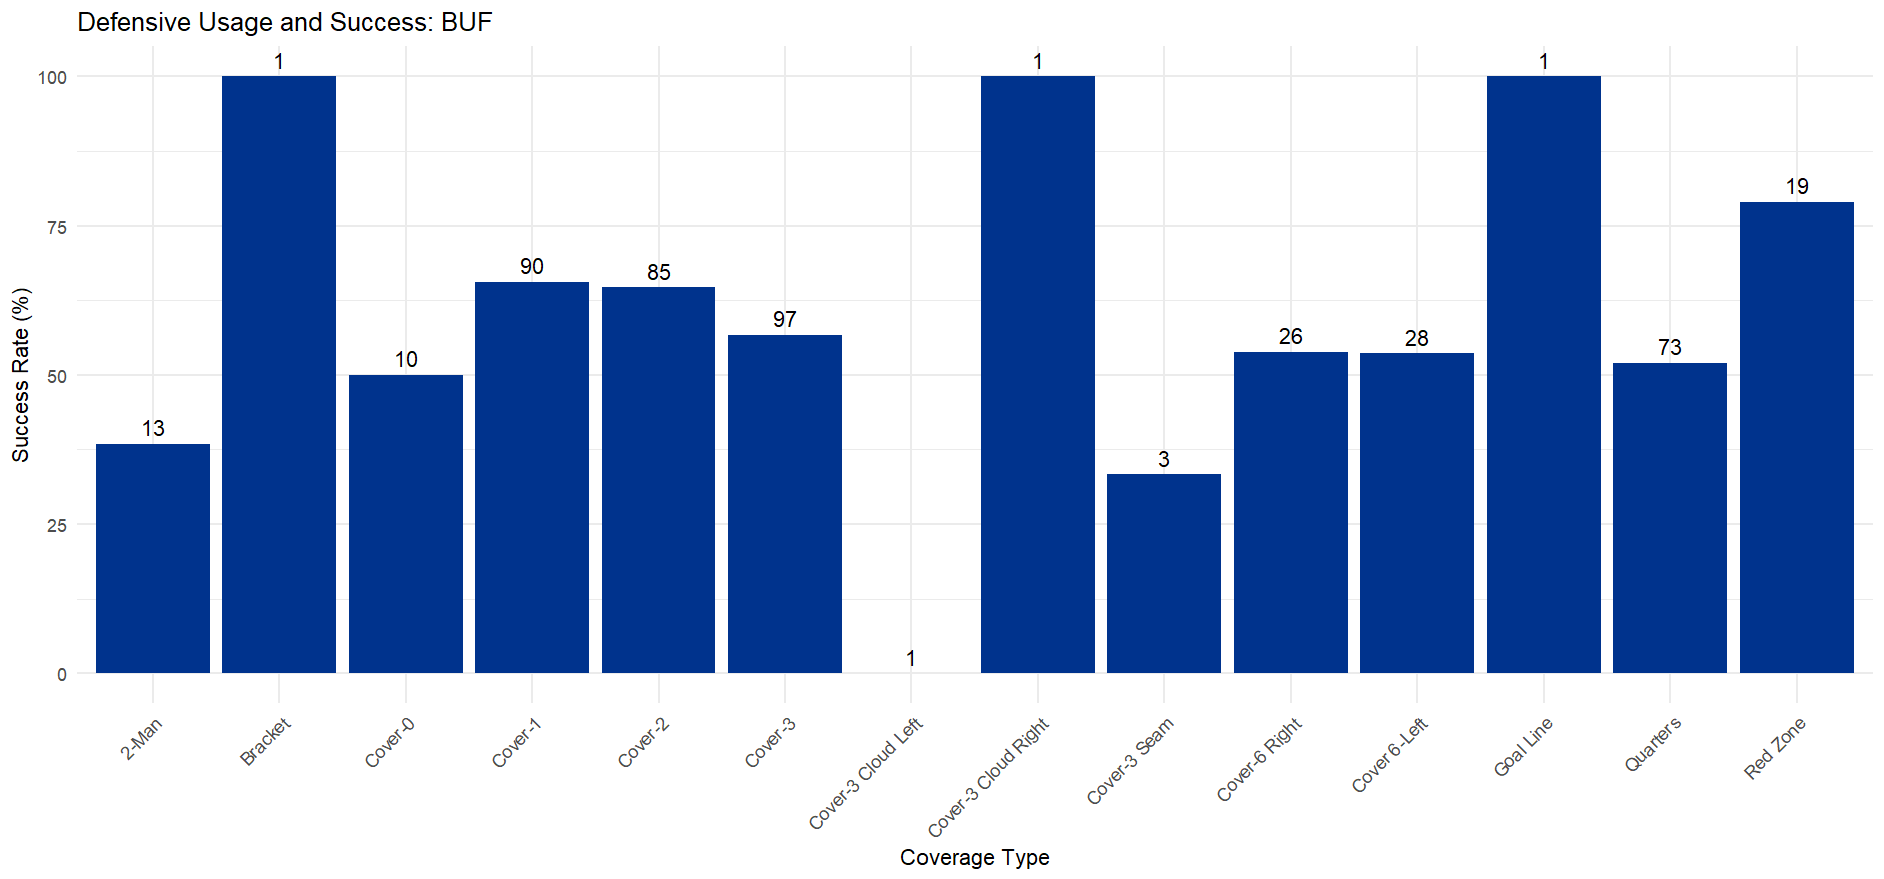 Defensive Usage and Success: BUF
Success Rate (%)
100
75
50
25
0
13
1
10
90
85
97
1
1
3
26
28
1
73
19
2-Man
Bracket
Cover-0
Cover-1
Cover-2
Cover-3
Cover-3 Cloud Left
Cover-3 Cloud Right
Cover-3 Seam
Cover-6 Right
Cover 6-Left
Goal Line
Quarters
Red Zone
Coverage Type